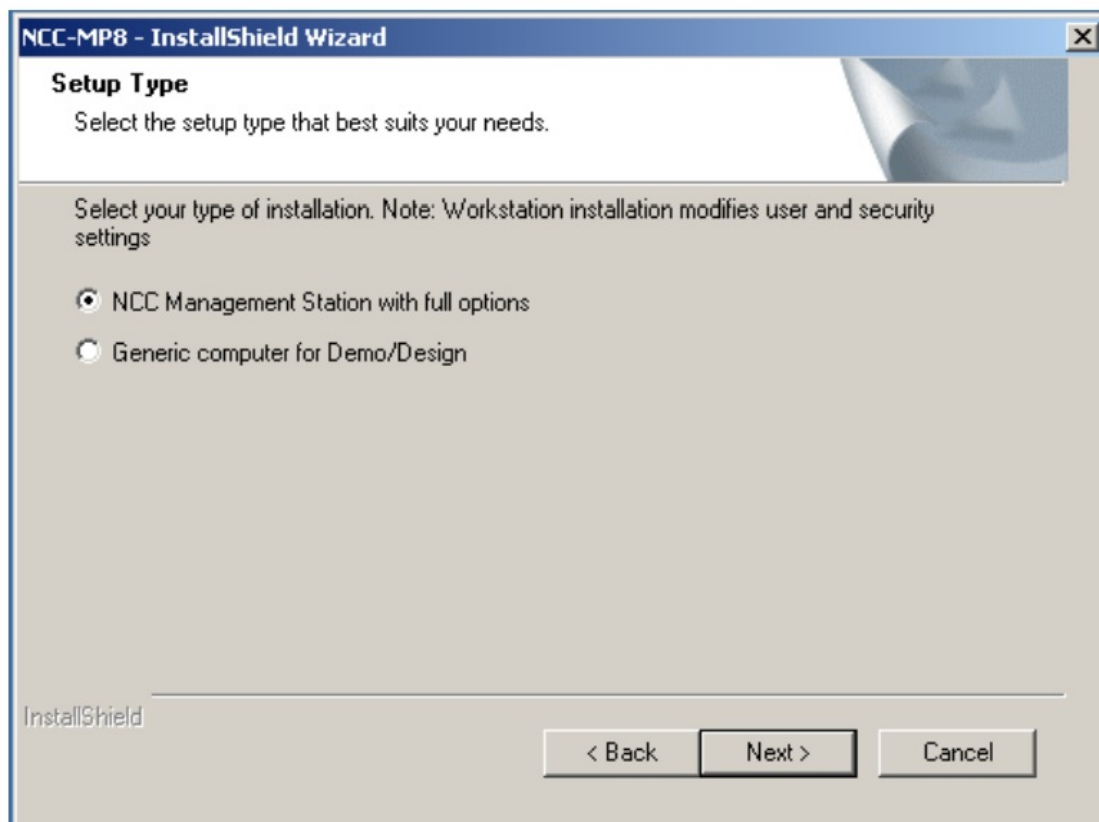 NCC-MP8 - InstallShield Wizard
Setup Type
Select the setup type that best suits your needs.
Select your type of installation. Note: Workstation installation modifies user and security
settings
NCC Management Station with full options
Generic computer for Demo/Design
InstallShield
< Back
Next >
Cancel